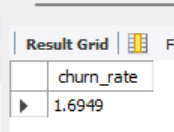 Result Grid
F
churn_rate
1.6949